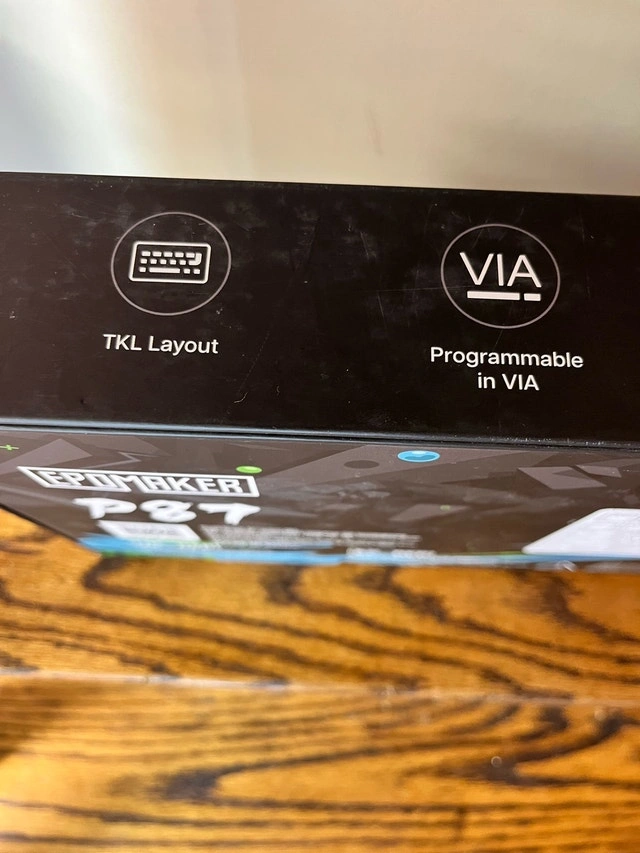 VIA
TKL Layout
Programmable
in VIA
EPOMAKER
P87